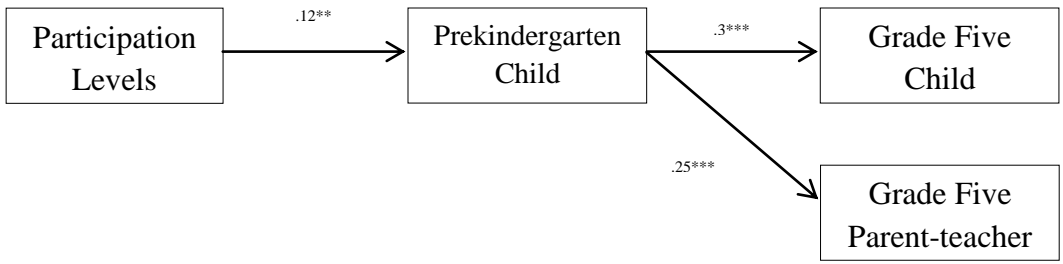 .12**
Participation
Levels
Prekindergarten
Child
.3***
Grade Five
Child
.25***
Grade Five
Parent-teacher